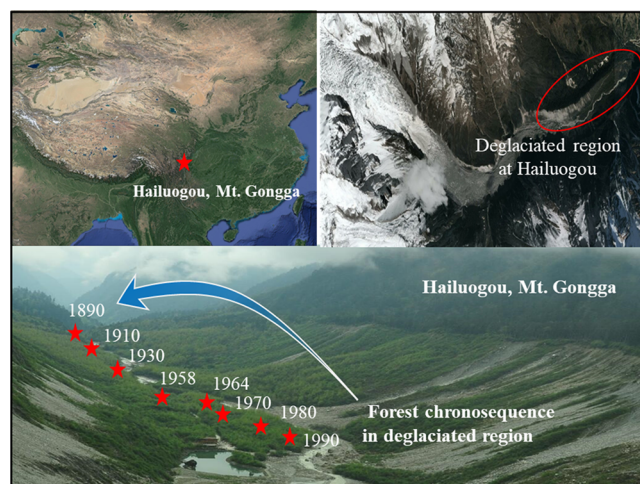 Hailuogou, Mt. Gongga
Deglaciated region
at Hailuogou
Hailuogou, Mt. Gongga
1890
1910
1930
1958
1964
1970
1980
1990
Forest chronosequence
in deglaciated region